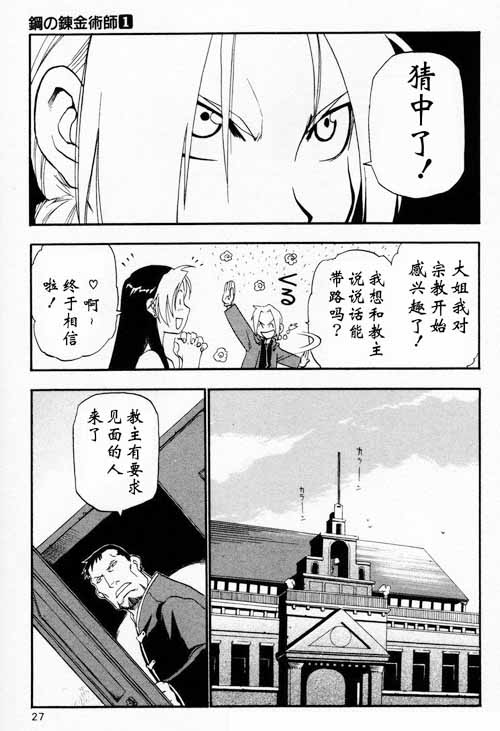 鋼の錬金術師1
猜中了！
大姐我对
宗教开始
感兴趣了！
我想和教主
说说话能
带路吗？
くる
♡啊～
终于相信
啦！
カラーン
カラーン
教主有要求
见面的人
来了
27